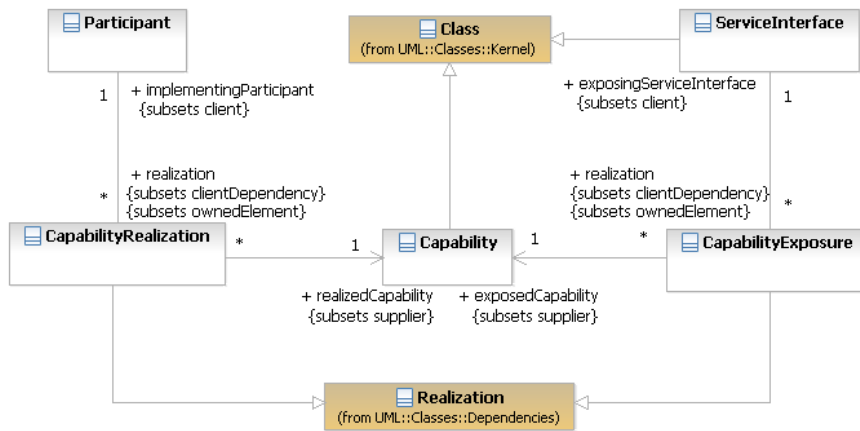 Participant
Class
(from UML::Classes::Kernel)
ServiceInterface
1
+ implementingParticipant
{subsets client}
+ exposingServiceInterface
{subsets client}
1
+ realization
{subsets clientDependency}
{subsets ownedElement}
*
+ realization
{subsets clientDependency}
{subsets ownedElement}
*
CapabilityRealization
*
1
Capability
1
*
CapabilityExposure
+ realizedCapability
{subsets supplier}
+ exposedCapability
{subsets supplier}
Realization
(from UML::Classes::Dependencies)